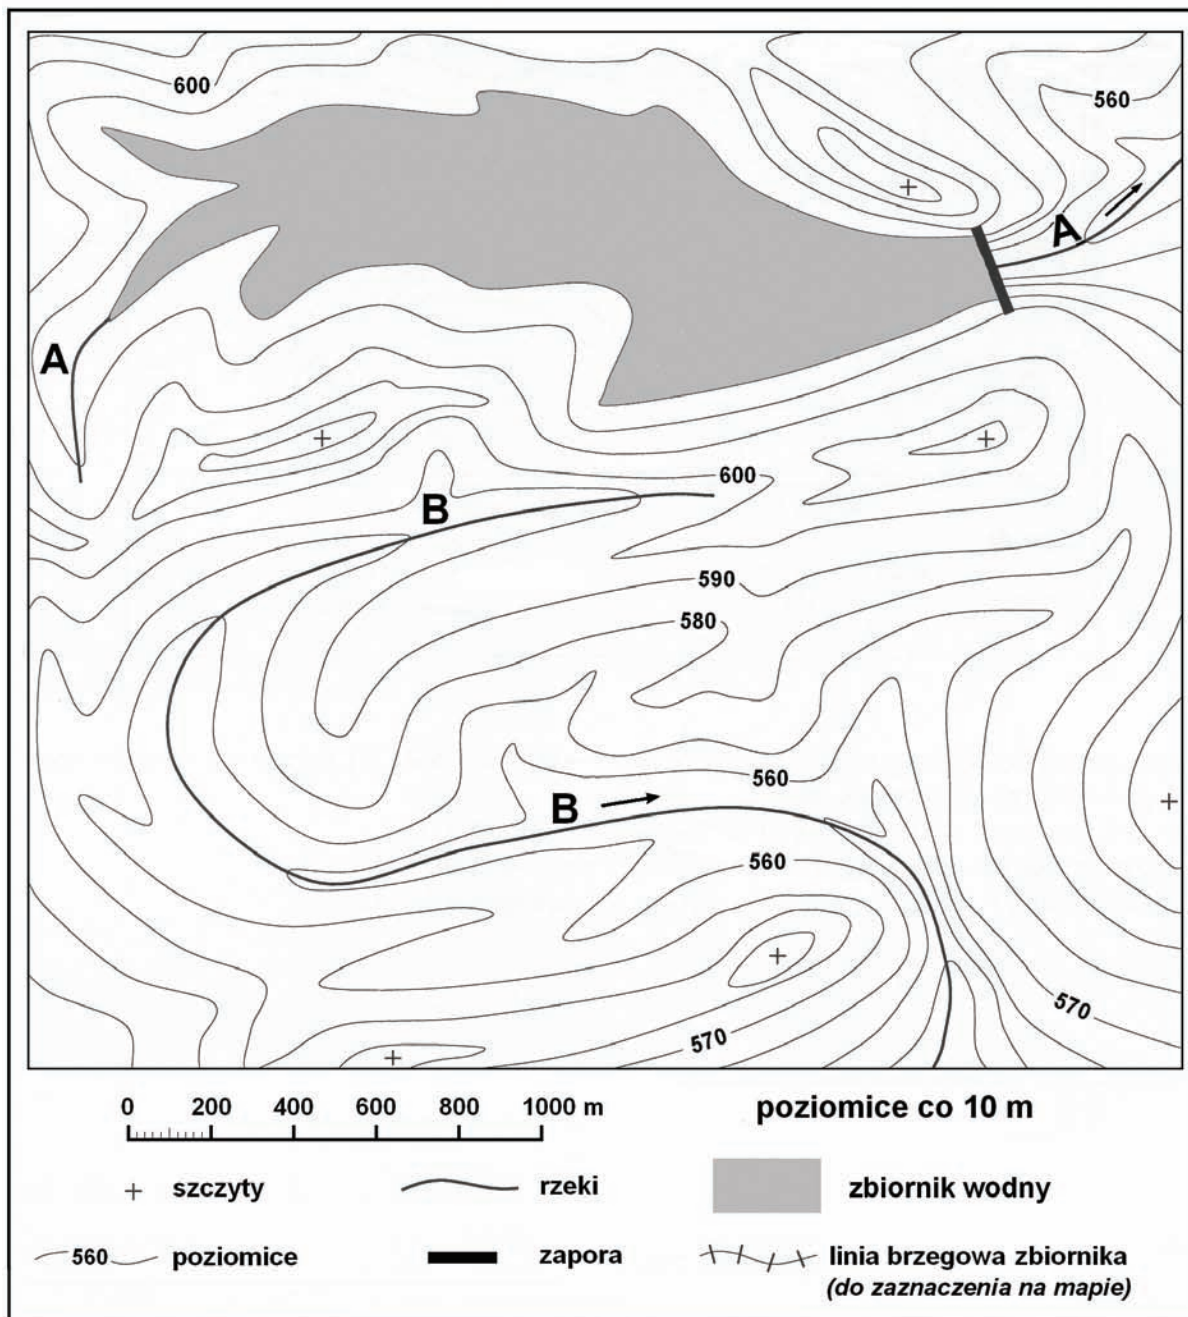 600
560
A
A
600
B
590
580
560
B
560
570
570
0 200 400 600 800 1000 m
poziomice co 10 m
szczyty
rzeki
zbiornik wodny
560
poziomice
zapora
linia brzegowa zbiornika
(do zaznaczenia na mapie)